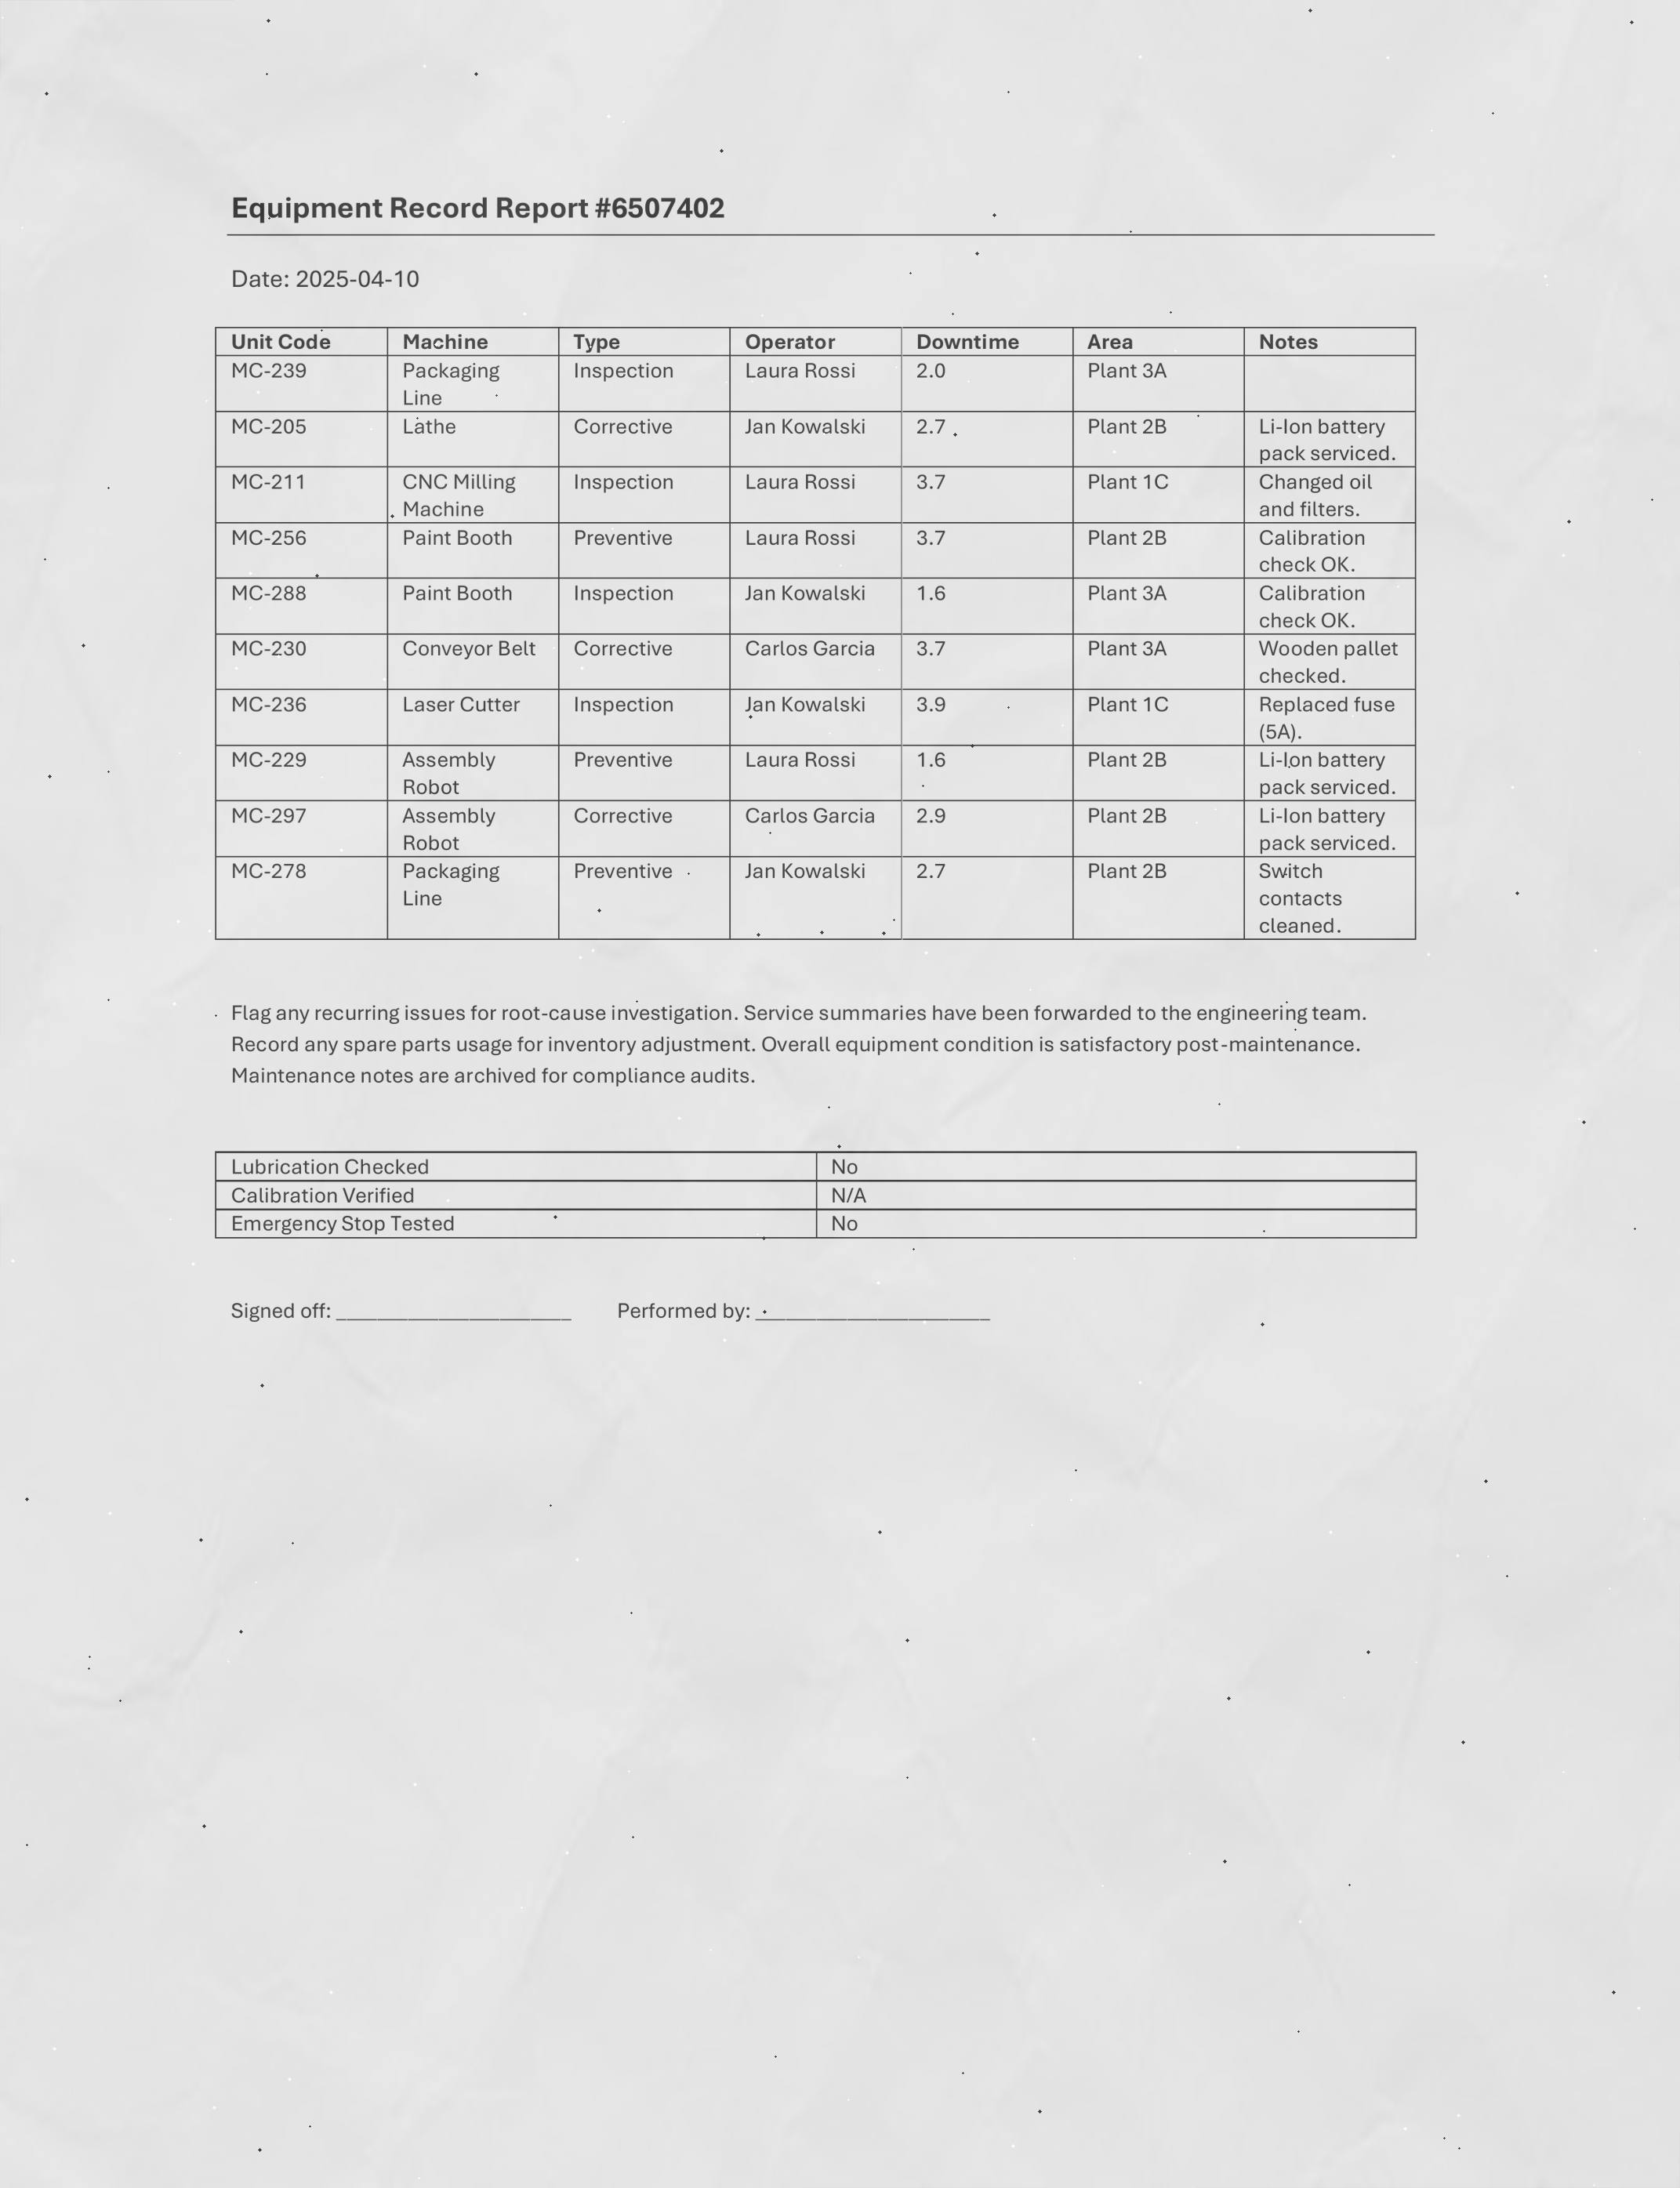 Equipment Record Report #6507402
Date: 2025-04-10
Unit Code Machine Type Operator Downtime Area Notes
MC-239 Packaging Line Inspection Laura Rossi 2.0 Plant 3A
MC-205 Lathe Corrective Jan Kowalski 2.7 Plant 2B Li-Ion battery pack serviced.
MC-211 CNC Milling Machine Inspection Laura Rossi 3.7 Plant 1C Changed oil and filters.
MC-256 Paint Booth Preventive Laura Rossi 3.7 Plant 2B Calibration check OK.
MC-288 Paint Booth Inspection Jan Kowalski 1.6 Plant 3A Calibration check OK.
MC-230 Conveyor Belt Corrective Carlos Garcia 3.7 Plant 3A Wooden pallet checked.
MC-236 Laser Cutter Inspection Jan Kowalski 3.9 Plant 1C Replaced fuse (5A).
MC-229 Assembly Robot Preventive Laura Rossi 1.6 Plant 2B Li-Ion battery pack serviced.
MC-297 Assembly Robot Corrective Carlos Garcia 2.9 Plant 2B Li-Ion battery pack serviced.
MC-278 Packaging Line Preventive Jan Kowalski 2.7 Plant 2B Switch contacts cleaned.
Flag any recurring issues for root-cause investigation. Service summaries have been forwarded to the engineering team.
Record any spare parts usage for inventory adjustment. Overall equipment condition is satisfactory post-maintenance.
Maintenance notes are archived for compliance audits.
Lubrication Checked No
Calibration Verified N/A
Emergency Stop Tested No
Signed off: ____________________ Performed by: ____________________